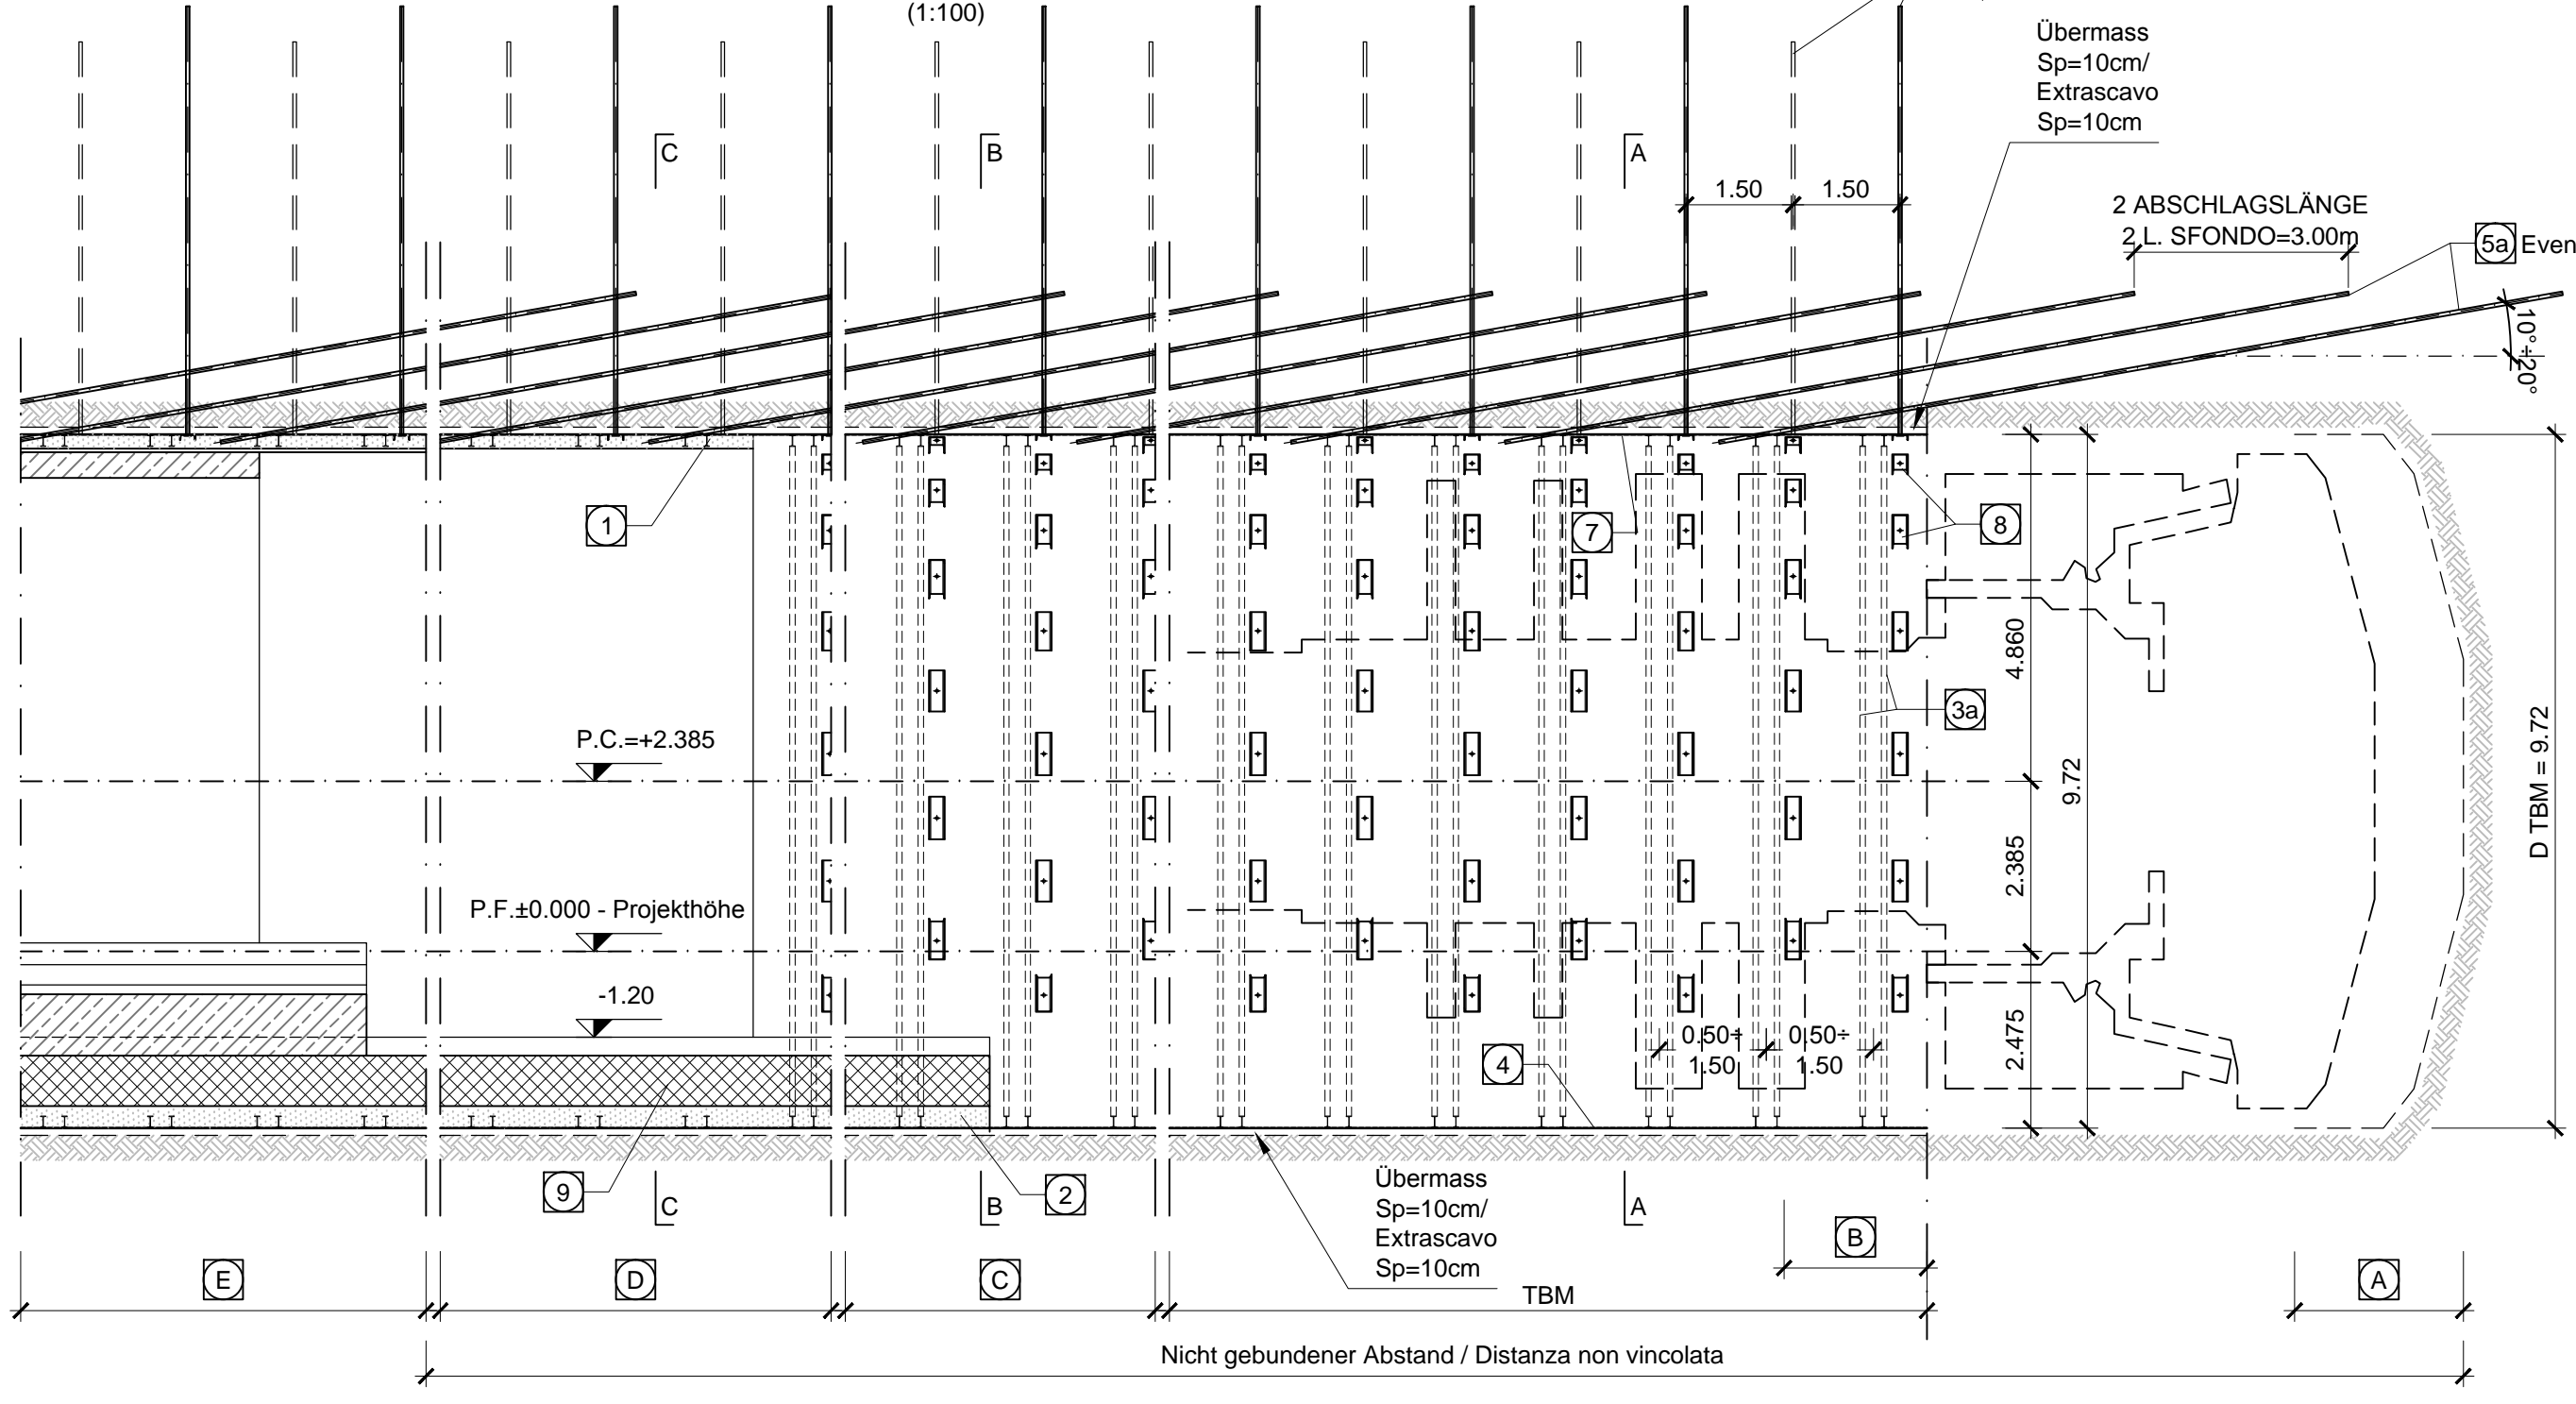 (1:100)
Übermass
Sp=10cm/
Extrascavo
Sp=10cm
C
B
A
1.50
1.50
2 ABSCHLAGSLÄNGE
2 L. SFONDO=3.00m
5a
Even
10°÷20°
1
7
8
3a
4.860
9.72
D TBM = 9.72
P.C.=+2.385
2.385
P.F.±0.000 - Projekthöhe
-1.20
2.475
0.50÷
1.50
0.50÷
1.50
4
9
2
C
B
A
Übermass
Sp=10cm/
Extrascavo
Sp=10cm
B
E
D
C
TBM
A
Nicht gebundener Abstand / Distanza non vincolata